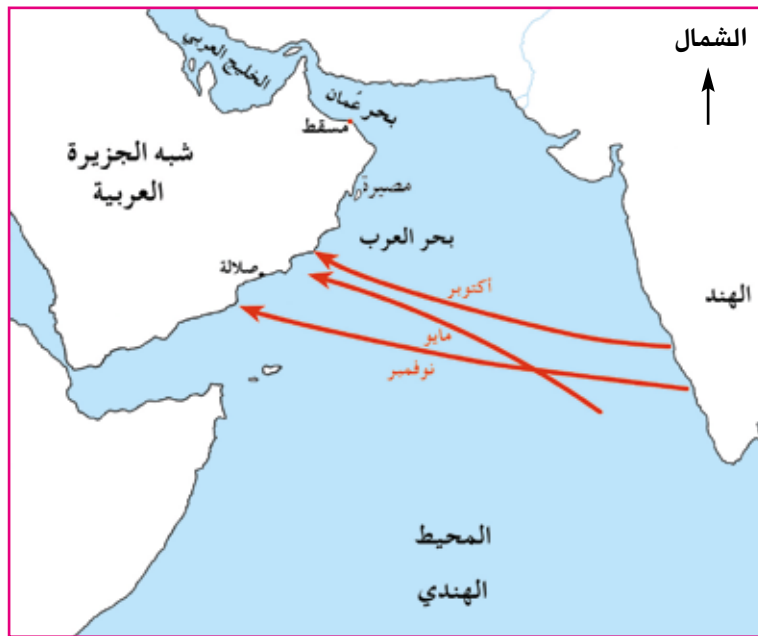 الشمال
الخليج العربي
بحر عُمان
مسقط
شبه الجزيرة
العربية
مصيرة
بحر العرب
صلالة
أكتوبر
الهند
مايو
نوفمبر
المحيط
الهندي